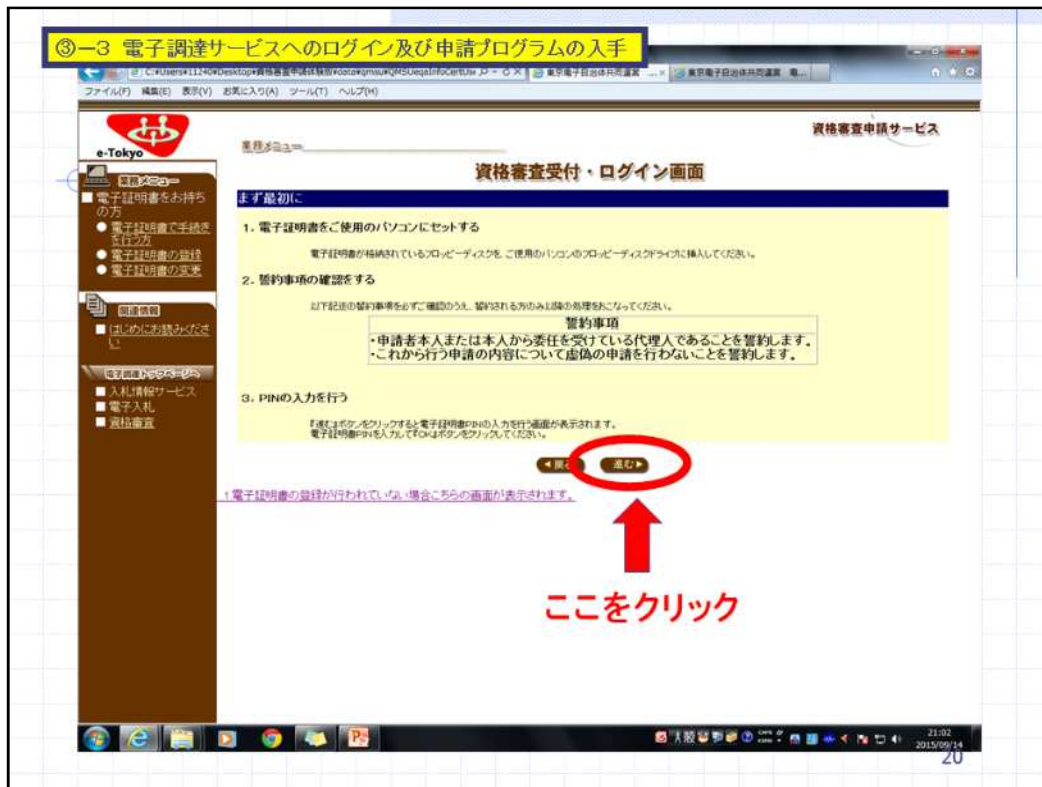 ③－3 電子調達サービスへのログイン及び申請プログラムの入手
ファイル(F) 編集(E) 表示(V) お気に入り(A) ツール(T) ヘルプ(H)
e-Tokyo
業務メニュー
資格審査申請サービス
資格審査受付・ログイン画面
業務メニュー
■電子証明書をお持ちの方
●電子証明書で手続きを行う方
●電子証明書の登録
●電子証明書の変更
関連情報
■はじめにお読みください
電子調達トップページへ
■入札情報サービス
■電子入札
■資格審査
まず最初に
1. 電子証明書をご使用のパソコンにセットする
電子証明書が格納されているフロッピーディスクを、ご使用のパソコンのフロッピーディスクドライブに挿入してください。
2. 誓約事項の確認をする
以下記述の誓約事項を必ずご確認のうえ、誓約される方のみ以降の処理をおこなってください。
誓約事項
・申請者本人または本人から委任を受けている代理人であることを誓約します。
・これから行う申請の内容について虚偽の申請を行わないことを誓約します。
3. PINの入力を行う
『進む』ボタンをクリックすると電子証明書PINの入力を行う画面が表示されます。
電子証明書PINを入力して『OK』ボタンをクリックしてください。
進む
電子証明書の登録が行われていない場合こちらの画面が表示されます。
ここをクリック
21:02
2015/09/14
20